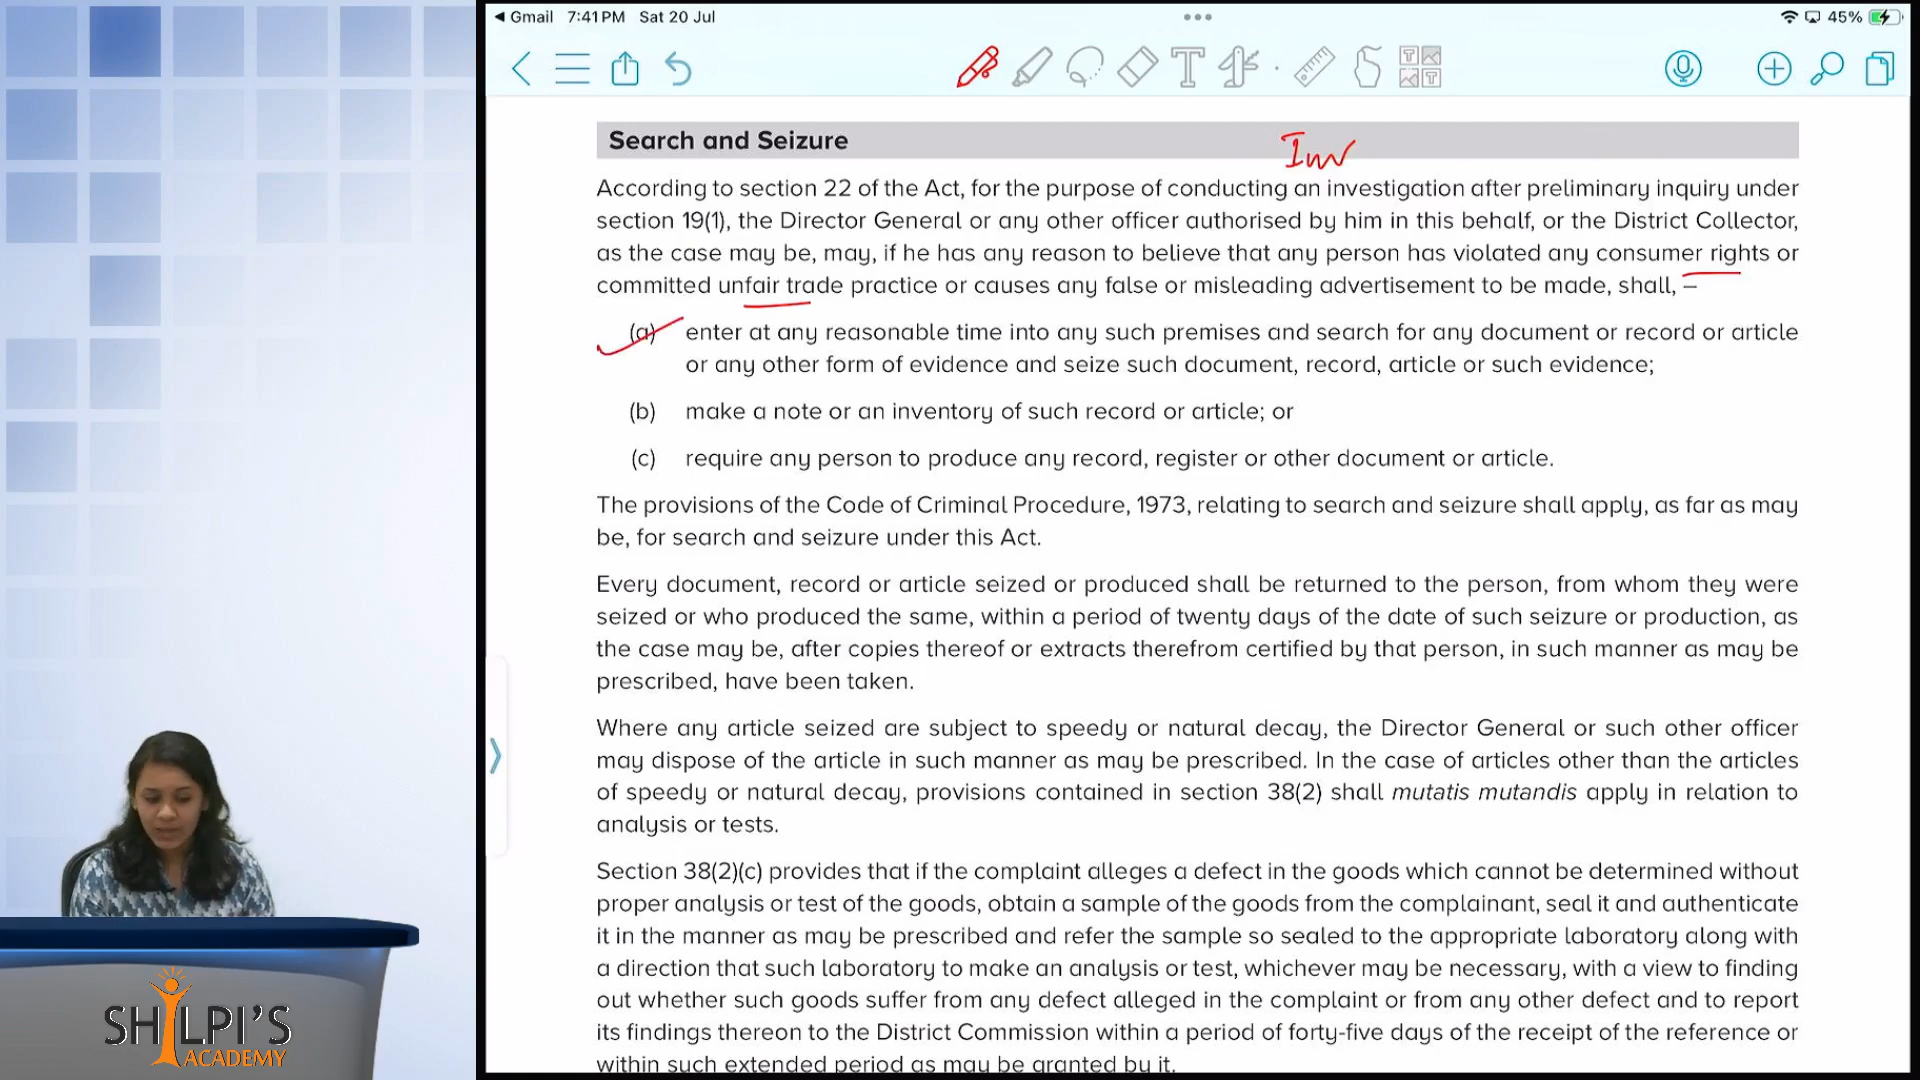 Gmail 7:41PM Sat 20 Jul
45%
Search and Seizure
Inv
According to section 22 of the Act, for the purpose of conducting an investigation after preliminary inquiry under
section 19(1), the Director General or any other officer authorised by him in this behalf, or the District Collector,
as the case may be, may, if he has any reason to believe that any person has violated any consumer rights or
committed unfair trade practice or causes any false or misleading advertisement to be made, shall, –
(a) enter at any reasonable time into any such premises and search for any document or record or article
or any other form of evidence and seize such document, record, article or such evidence;
(b) make a note or an inventory of such record or article; or
(c) require any person to produce any record, register or other document or article.
The provisions of the Code of Criminal Procedure, 1973, relating to search and seizure shall apply, as far as may
be, for search and seizure under this Act.
Every document, record or article seized or produced shall be returned to the person, from whom they were
seized or who produced the same, within a period of twenty days of the date of such seizure or production, as
the case may be, after copies thereof or extracts therefrom certified by that person, in such manner as may be
prescribed, have been taken.
Where any article seized are subject to speedy or natural decay, the Director General or such other officer
may dispose of the article in such manner as may be prescribed. In the case of articles other than the articles
of speedy or natural decay, provisions contained in section 38(2) shall mutatis mutandis apply in relation to
analysis or tests.
Section 38(2)(c) provides that if the complaint alleges a defect in the goods which cannot be determined without
proper analysis or test of the goods, obtain a sample of the goods from the complainant, seal it and authenticate
it in the manner as may be prescribed and refer the sample so sealed to the appropriate laboratory along with
a direction that such laboratory to make an analysis or test, whichever may be necessary, with a view to finding
out whether such goods suffer from any defect alleged in the complaint or from any other defect and to report
its findings thereon to the District Commission within a period of forty-five days of the receipt of the reference or
within such extended period as may be granted by it.
SHILPI'S
ACADEMY